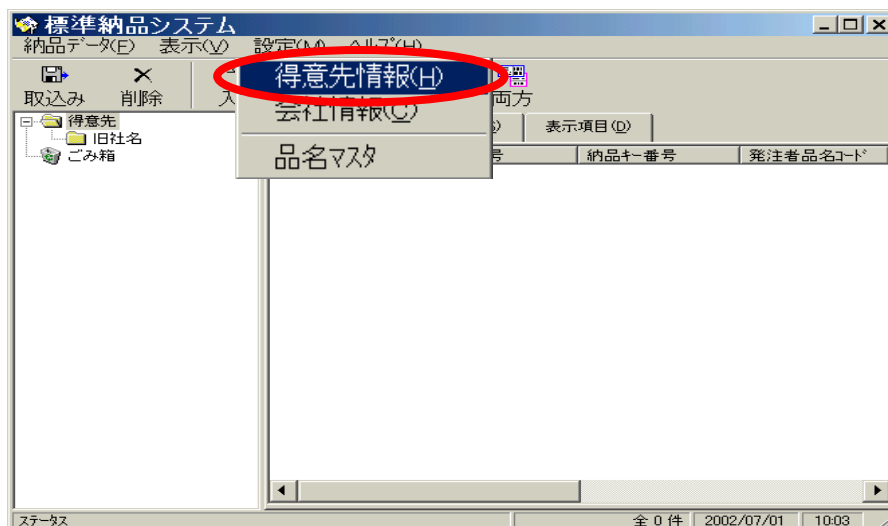 標準納品システム
納品ﾃﾞｰﾀ(E) 表示(V) 設定(M) ﾍﾙﾌﾟ(H)
取込み 削除 入 両方
得意先情報(H)
会社情報(C)
品名ﾏｽﾀ
得意先
旧社名
ごみ箱
表示項目(D)
号 納品ｷｰ番号 発注者品名ｺｰﾄﾞ
ｽﾃｰﾀｽ 全 0 件 2002/07/01 10:03